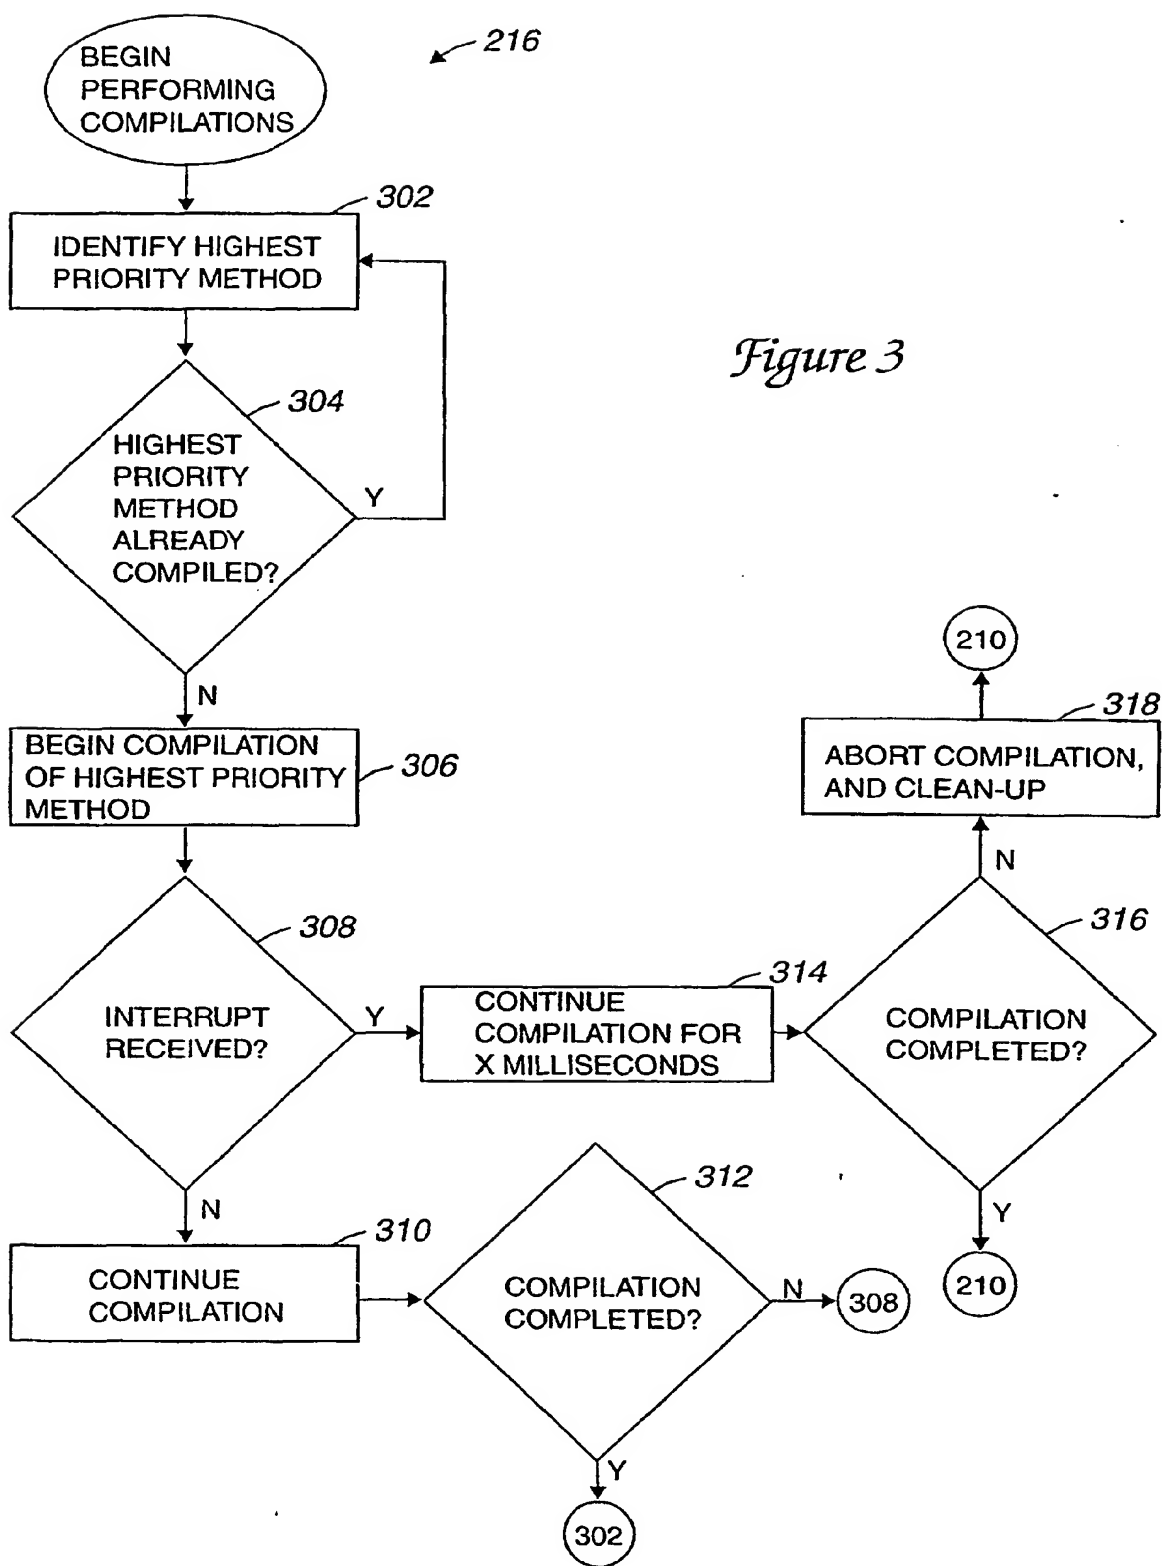 BEGIN
PERFORMING
COMPILATIONS
216
302
IDENTIFY HIGHEST
PRIORITY METHOD
Figure 3
304
HIGHEST
PRIORITY
METHOD
ALREADY
COMPILED?
Y
N
BEGIN COMPILATION
OF HIGHEST PRIORITY
METHOD
306
308
INTERRUPT
RECEIVED?
Y
N
314
CONTINUE
COMPILATION FOR
X MILLISECONDS
316
COMPILATION
COMPLETED?
N
318
ABORT COMPILATION,
AND CLEAN-UP
210
Y
210
310
CONTINUE
COMPILATION
312
COMPILATION
COMPLETED?
N
308
Y
302